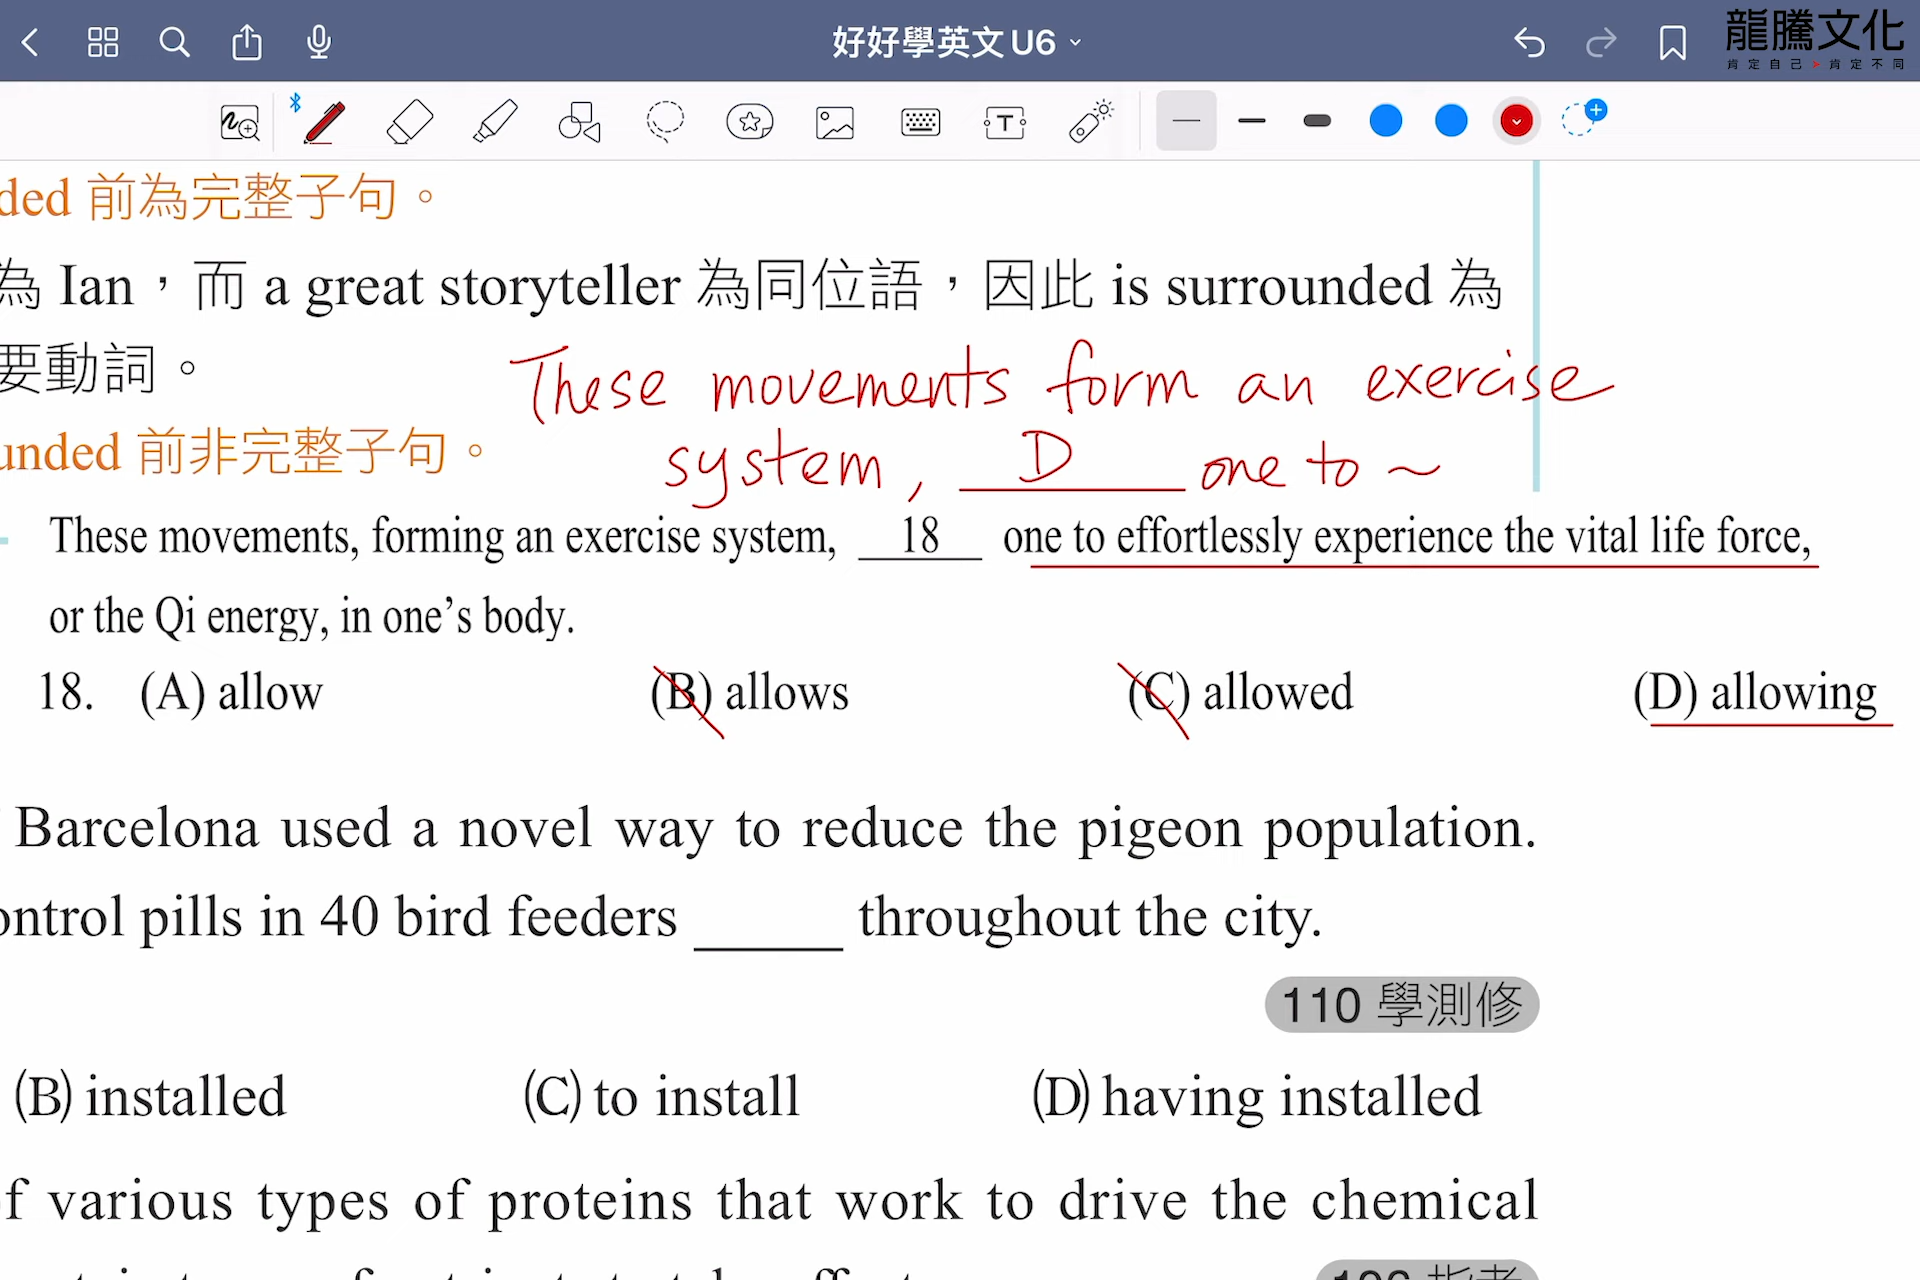 好好學英文 U6
龍騰文化
肯定自己 ➤ 肯定不同
ded 前為完整子句。
為 Ian，而 a great storyteller 為同位語，因此 is surrounded 為
要動詞。
These movements form an exercise
system, D one to ~
unded 前非完整子句。
These movements, forming an exercise system, 18 one to effortlessly experience the vital life force,
or the Qi energy, in one’s body.
18. (A) allow (B) allows (C) allowed (D) allowing
Barcelona used a novel way to reduce the pigeon population.
ontrol pills in 40 bird feeders _____ throughout the city.
110 學測修
(B) installed (C) to install (D) having installed
f various types of proteins that work to drive the chemical